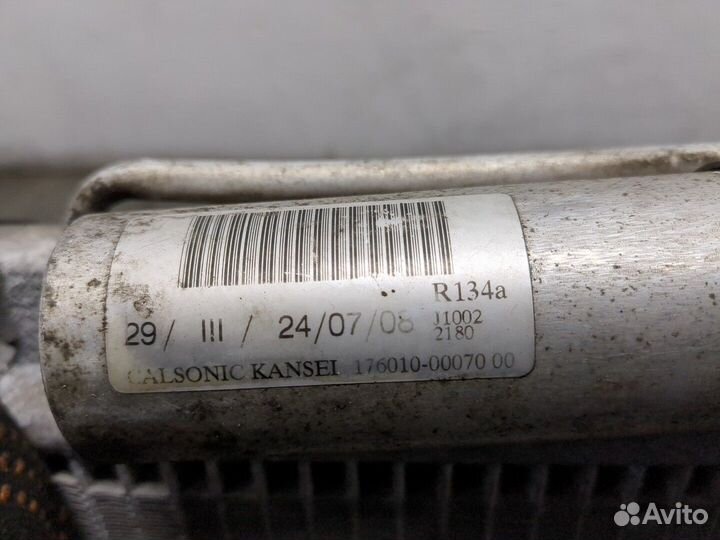 R134a
29/ III / 24/07/08 J1002
2180
CALSONIC KANSEI 176010-00070 00
Avito